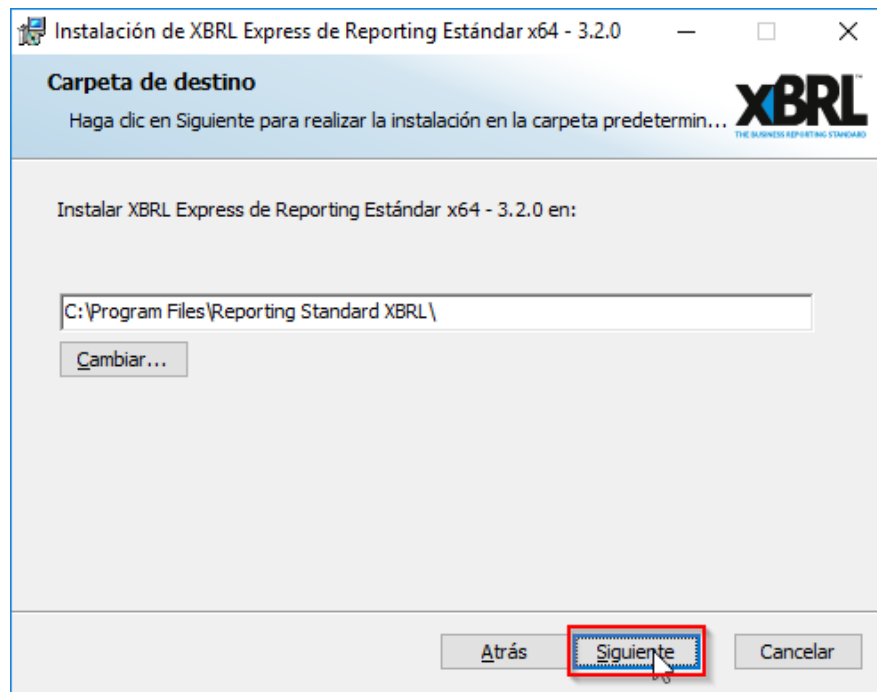 Instalación de XBRL Express de Reporting Estándar x64 - 3.2.0
Carpeta de destino
Haga clic en Siguiente para realizar la instalación en la carpeta predetermin...
XBRL™
THE BUSINESS REPORTING STANDARD
Instalar XBRL Express de Reporting Estándar x64 - 3.2.0 en:
C:\Program Files\Reporting Standard XBRL\
Cambiar...
Atrás
Siguiente
Cancelar